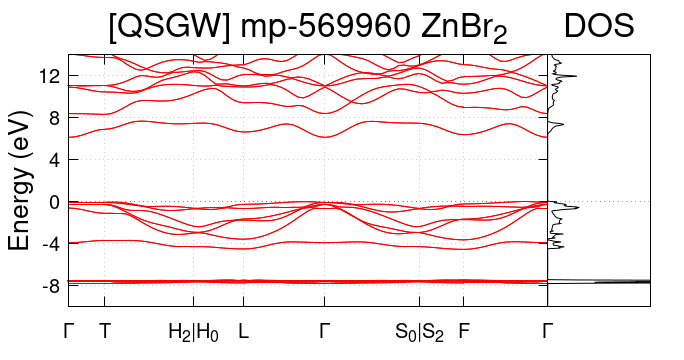 [QSGW] mp-569960 ZnBr₂ DOS
Energy (eV)
12
8
4
0
-4
-8
Γ T H₂|H₀ L Γ S₀|S₂ F Γ